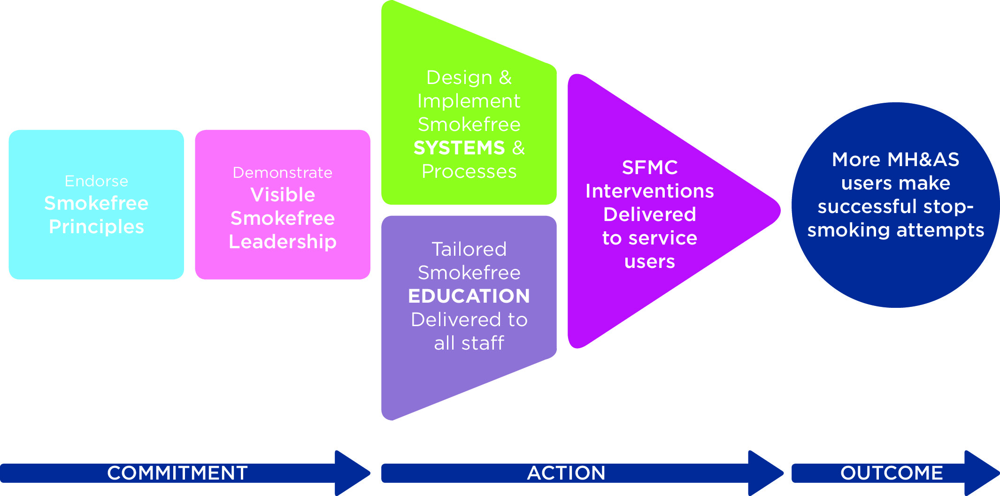 Endorse
Smokefree
Principles
Demonstrate
Visible
Smokefree
Leadership
Design &
Implement
Smokefree
SYSTEMS &
Processes
Tailored
Smokefree
EDUCATION
Delivered to
all staff
SFMC
Interventions
Delivered
to service
users
More MH&AS
users make
successful stop-
smoking attempts
COMMITMENT
ACTION
OUTCOME